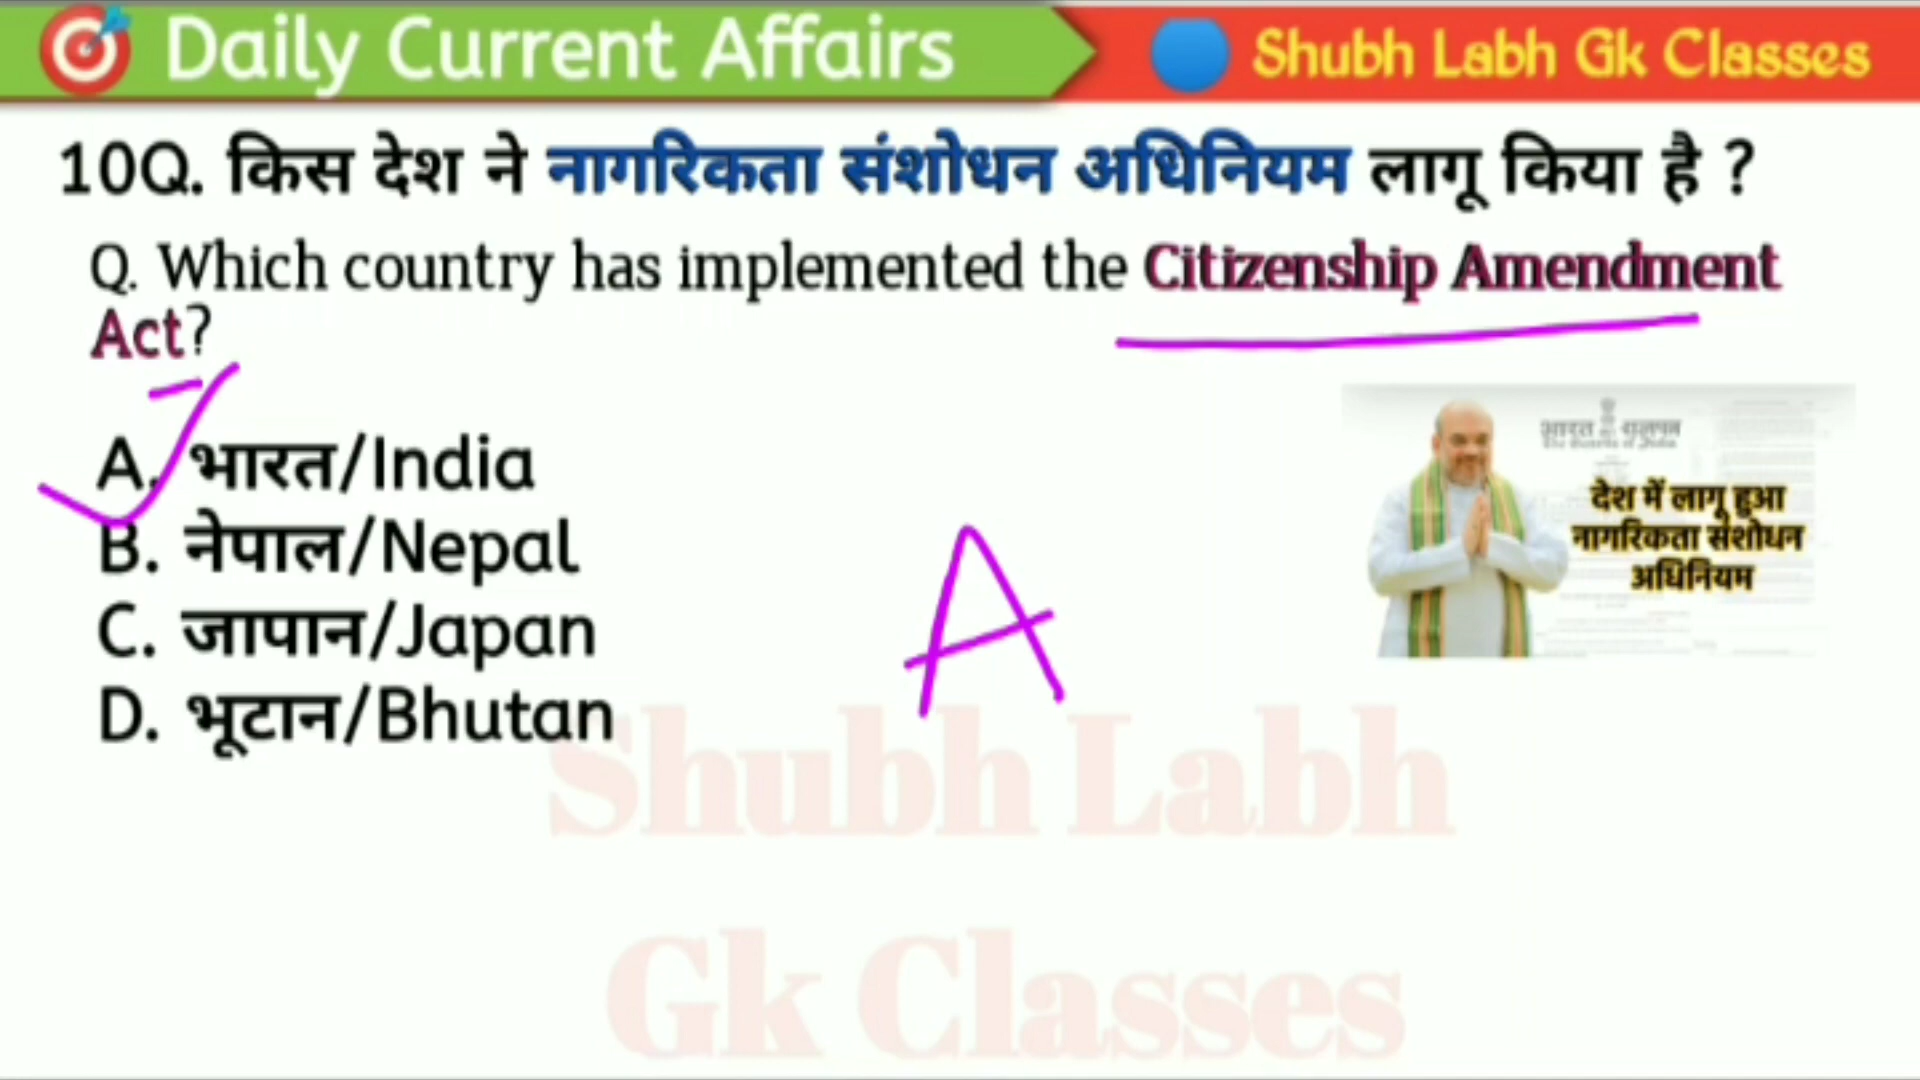 Daily Current Affairs
Shubh Labh Gk Classes
10Q. किस देश ने नागरिकता संशोधन अधिनियम लागू किया है ?
Q. Which country has implemented the Citizenship Amendment
Act?
A. भारत/India
B. नेपाल/Nepal
C. जापान/Japan
D. भूटान/Bhutan
A
देश में लागू हुआ
नागरिकता संशोधन
अधिनियम
Shubh Labh
Gk Classes